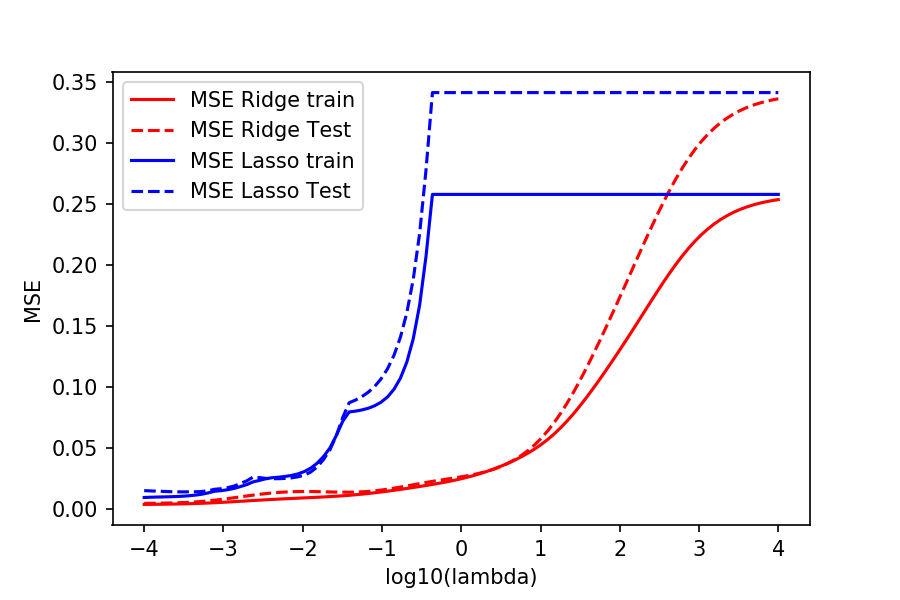 0.35
0.30
0.25
0.20
0.15
0.10
0.05
0.00
MSE
MSE Ridge train
MSE Ridge Test
MSE Lasso train
MSE Lasso Test
−4 −3 −2 −1 0 1 2 3 4
log10(lambda)